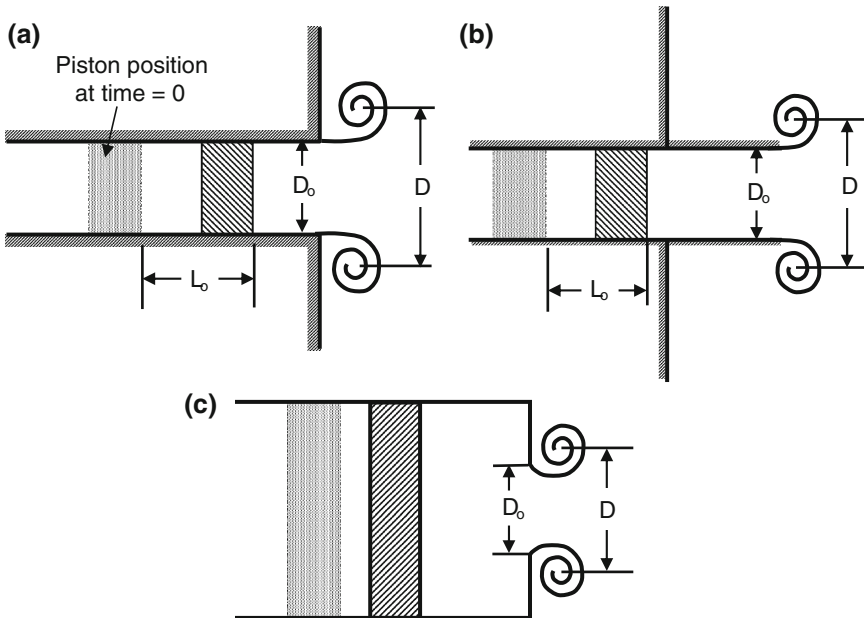 (a)
Piston position
at time = 0
Do
D
Lo
(b)
Do
D
Lo
(c)
Do
D